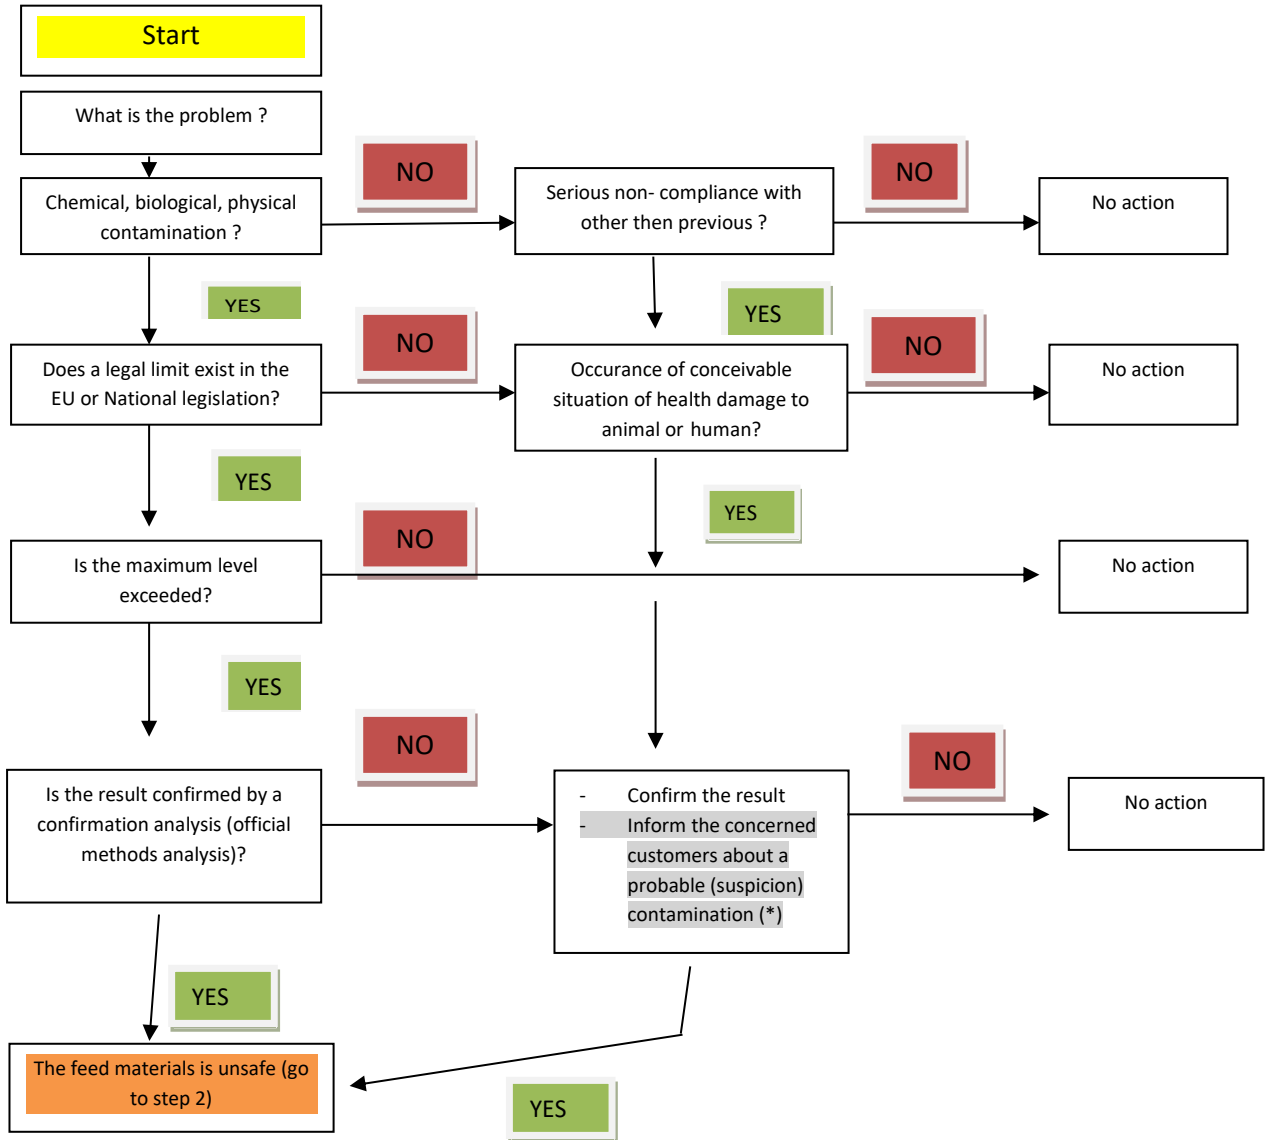 Start
What is the problem ?
NO
NO
Chemical, biological, physical
contamination ?
Serious non- compliance with
other then previous ?
No action
YES
YES
NO
NO
Does a legal limit exist in the
EU or National legislation?
Occurance of conceivable
situation of health damage to
animal or human?
No action
YES
YES
NO
Is the maximum level
exceeded?
No action
YES
NO
NO
Is the result confirmed by a
confirmation analysis (official
methods analysis)?
- Confirm the result
- Inform the concerned
customers about a
probable (suspicion)
contamination (*)
No action
YES
The feed materials is unsafe (go
to step 2)
YES